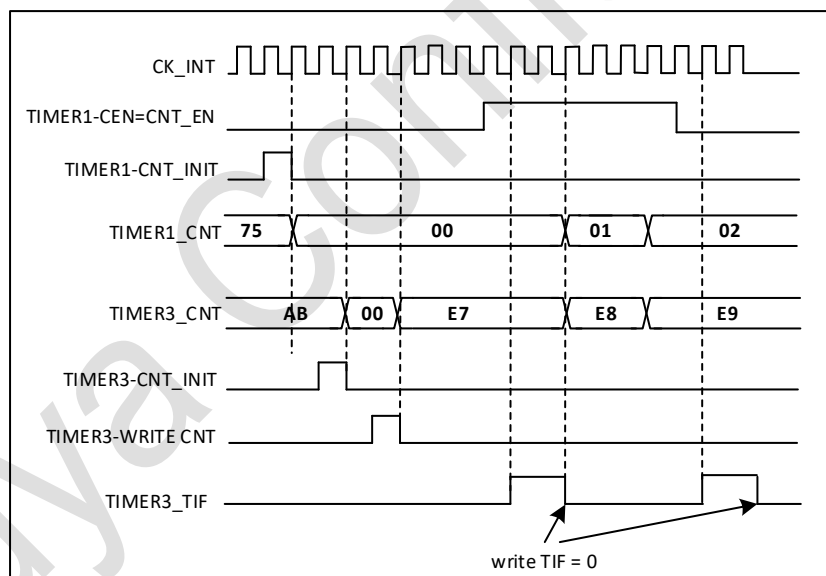 CK_INT
TIMER1-CEN=CNT_EN
TIMER1-CNT_INIT
TIMER1_CNT 75 00 01 02
TIMER3_CNT AB 00 E7 E8 E9
TIMER3-CNT_INIT
TIMER3-WRITE CNT
TIMER3_TIF
write TIF = 0